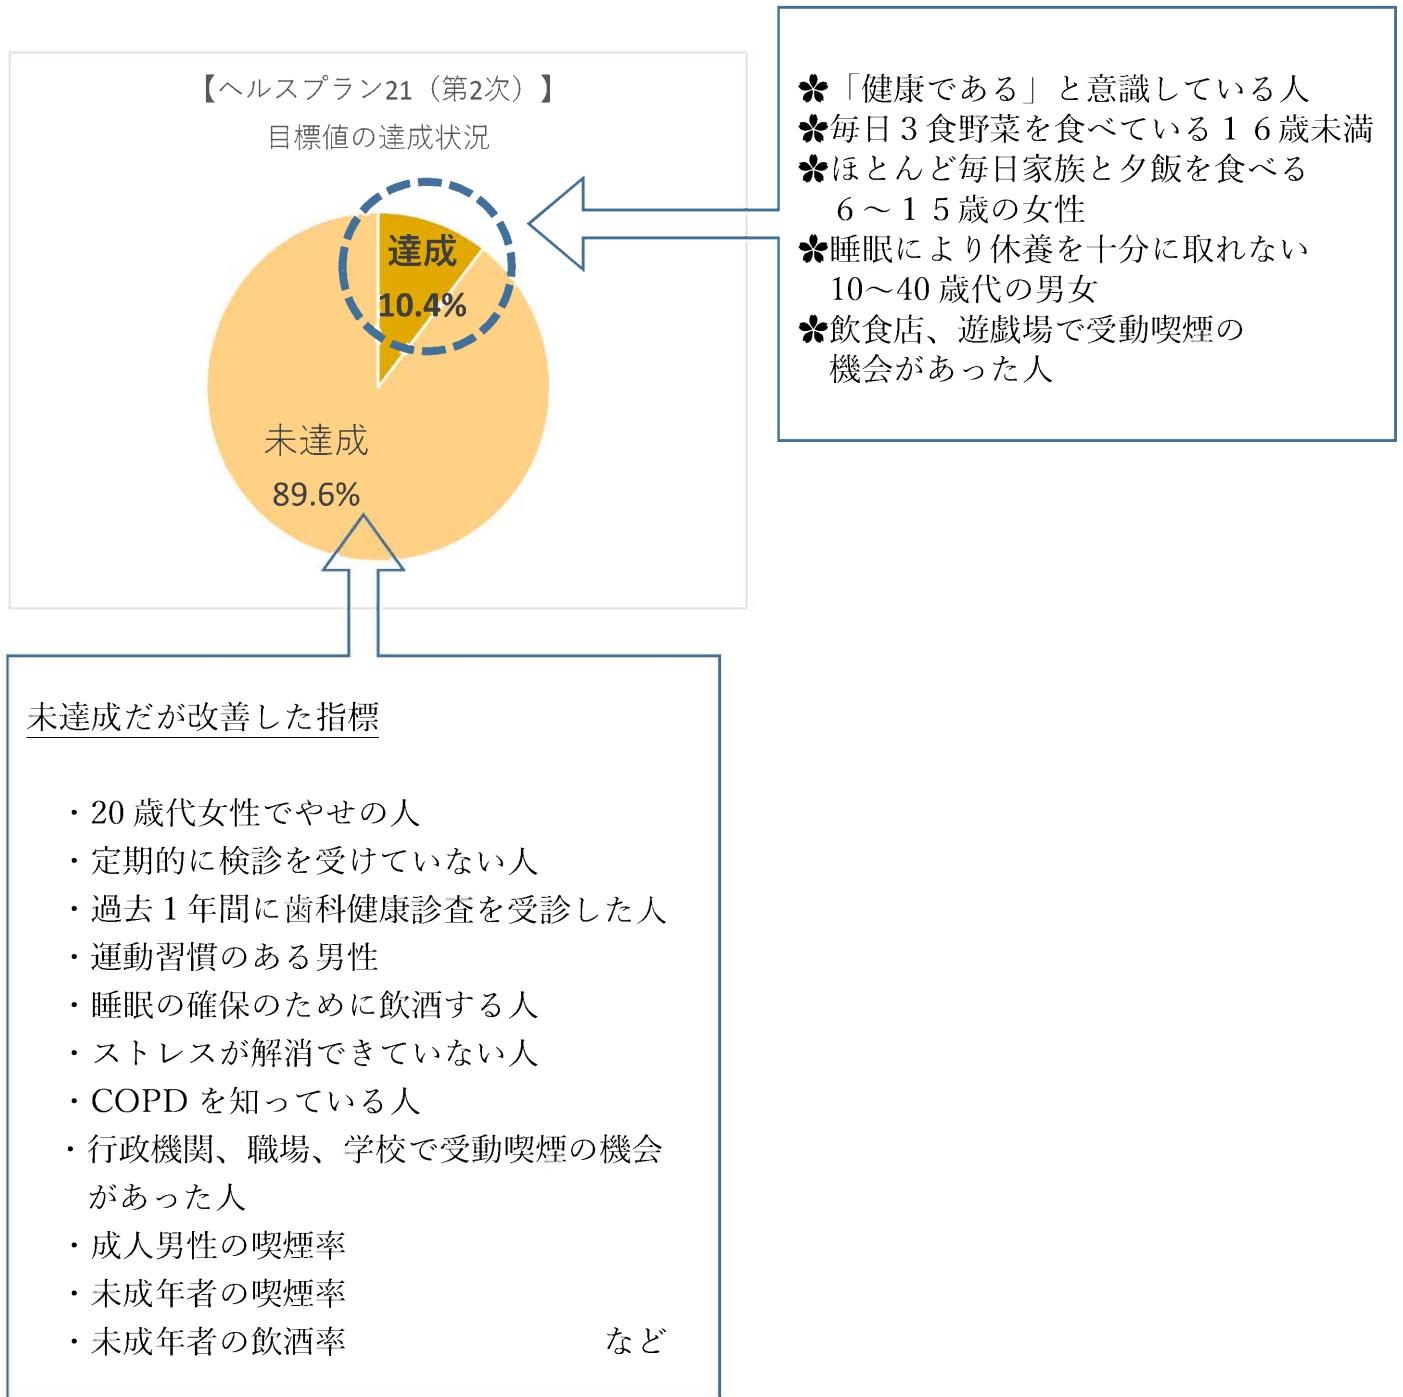 【ヘルスプラン21（第2次）】
目標値の達成状況
達成
10.4%
未達成
89.6%
✽「健康である」と意識している人
✽毎日３食野菜を食べている１６歳未満
✽ほとんど毎日家族と夕飯を食べる
６～１５歳の女性
✽睡眠により休養を十分に取れない
10～40 歳代の男女
✽飲食店、遊戯場で受動喫煙の
機会があった人
未達成だが改善した指標
・20 歳代女性でやせの人
・定期的に検診を受けていない人
・過去１年間に歯科健康診査を受診した人
・運動習慣のある男性
・睡眠の確保のために飲酒する人
・ストレスが解消できていない人
・COPD を知っている人
・行政機関、職場、学校で受動喫煙の機会
があった人
・成人男性の喫煙率
・未成年者の喫煙率
・未成年者の飲酒率　など